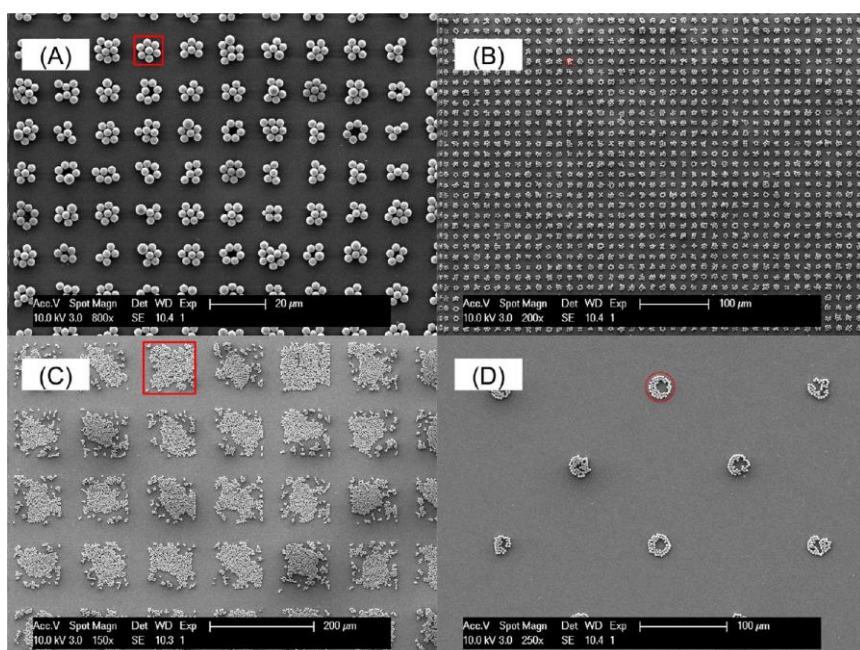 (A)
Acc.V Spot Magn Det WD Exp 20 μm
10.0 kV 3.0 800x SE 10.4 1
(B)
Acc.V Spot Magn Det WD Exp 100 μm
10.0 kV 3.0 200x SE 10.4 1
(C)
Acc.V Spot Magn Det WD Exp 200 μm
10.0 kV 3.0 150x SE 10.3 1
(D)
Acc.V Spot Magn Det WD Exp 100 μm
10.0 kV 3.0 250x SE 10.4 1